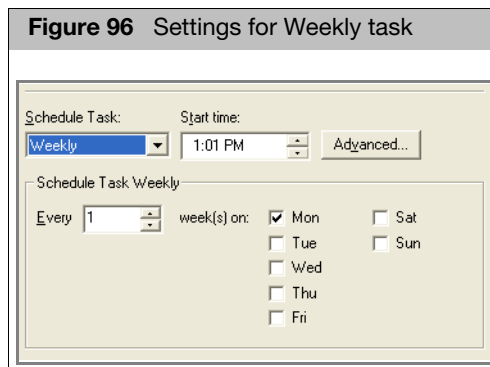 Figure 96 Settings for Weekly task
Schedule Task: Start time:
Weekly 1:01 PM Advanced...
Schedule Task Weekly
Every 1 week(s) on: Mon Sat
Tue Sun
Wed
Thu
Fri